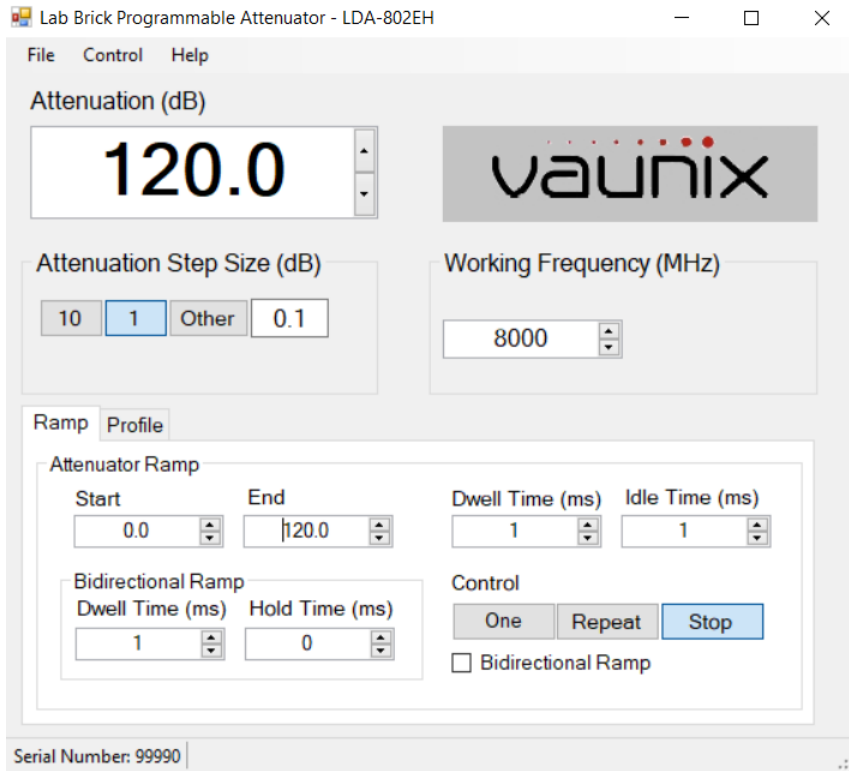 Lab Brick Programmable Attenuator - LDA-802EH
File Control Help
Attenuation (dB)
120.0
vaunix
Attenuation Step Size (dB)
10 1 Other 0.1
Working Frequency (MHz)
8000
Ramp Profile
Attenuator Ramp
Start End Dwell Time (ms) Idle Time (ms)
0.0 120.0 1 1
Bidirectional Ramp
Dwell Time (ms) Hold Time (ms)
1 0
Control
One Repeat Stop
Bidirectional Ramp
Serial Number: 99990